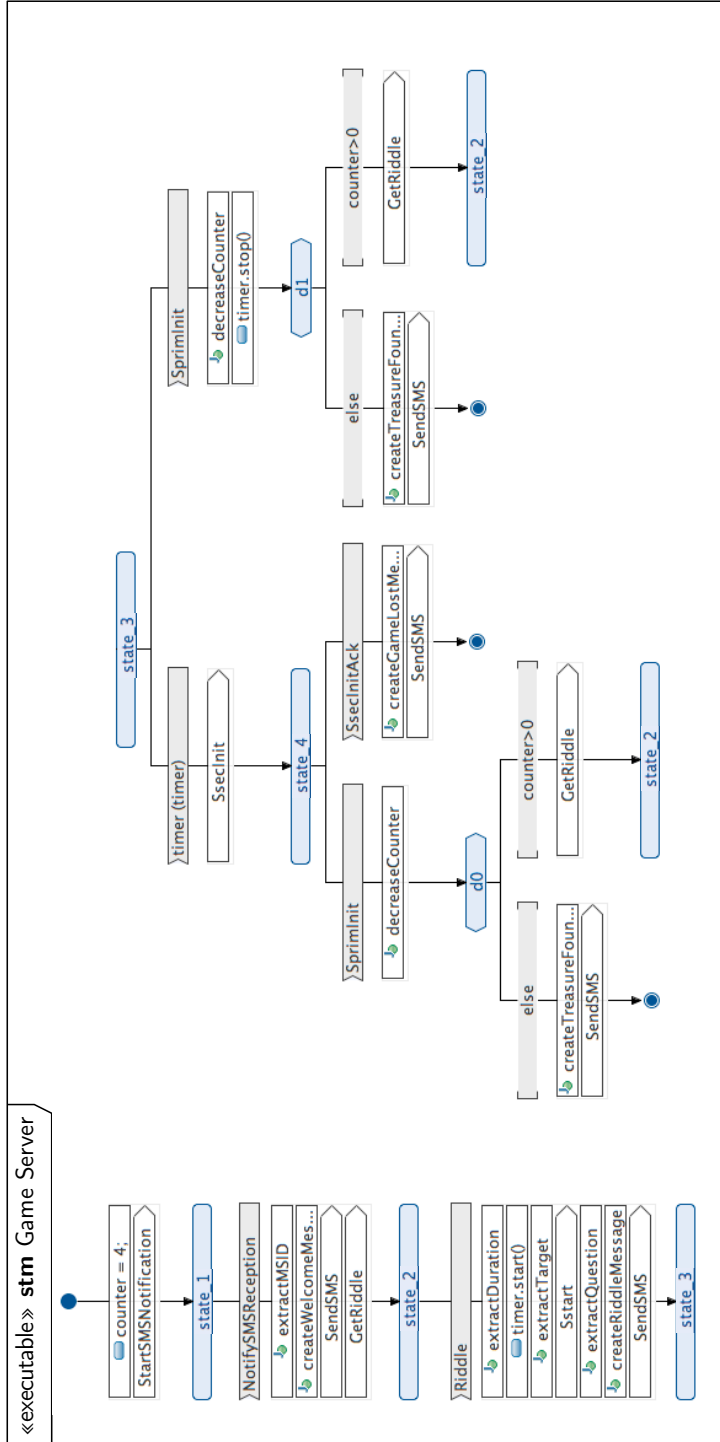 «executable» stm Game Server
counter = 4;
StartSMSNotification
state_1
NotifySMSReception
extractMSID
createWelcomeMes...
SendSMS
GetRiddle
state_2
Riddle
extractDuration
timer.start()
extractTarget
Sstart
extractQuestion
createRiddleMessage
SendSMS
state_3
state_3
timer (timer)
SsecInit
state_4
SprimInit
decreaseCounter
d0
else
createTreasureFoun...
SendSMS
counter>0
GetRiddle
state_2
SsecInitAck
createGameLostMe...
SendSMS
SprimInit
decreaseCounter
timer.stop()
d1
else
createTreasureFoun...
SendSMS
counter>0
GetRiddle
state_2